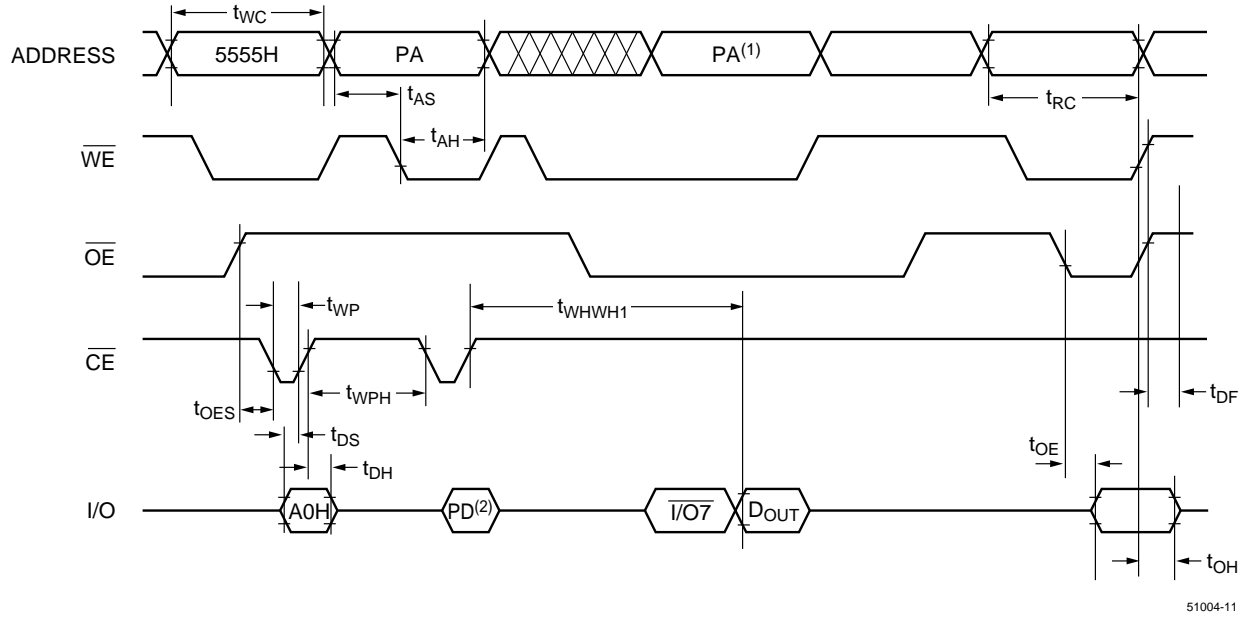 tWC
ADDRESS 5555H PA PA(1)
tAS tRC
tAH
WE
OE
tWP tWHWH1
CE
tWPH tDF
tOES
tDS tOE
tDH
I/O A0H PD(2) I/O7 DOUT
tOH
51004-11